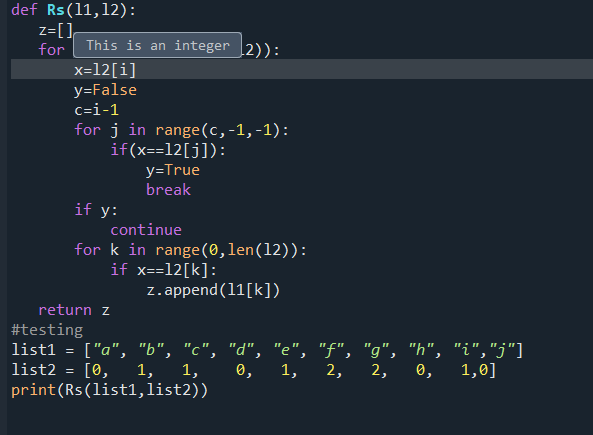 def Rs(l1,l2):
z=[]
for 2)):
This is an integer
x=l2[i]
y=False
c=i-1
for j in range(c,-1,-1):
if(x==l2[j]):
y=True
break
if y:
continue
for k in range(0,len(l2)):
if x==l2[k]:
z.append(l1[k])
return z
#testing
list1 = ["a", "b", "c", "d", "e", "f", "g", "h", "i","j"]
list2 = [0, 1, 1, 0, 1, 2, 2, 0, 1,0]
print(Rs(list1,list2))